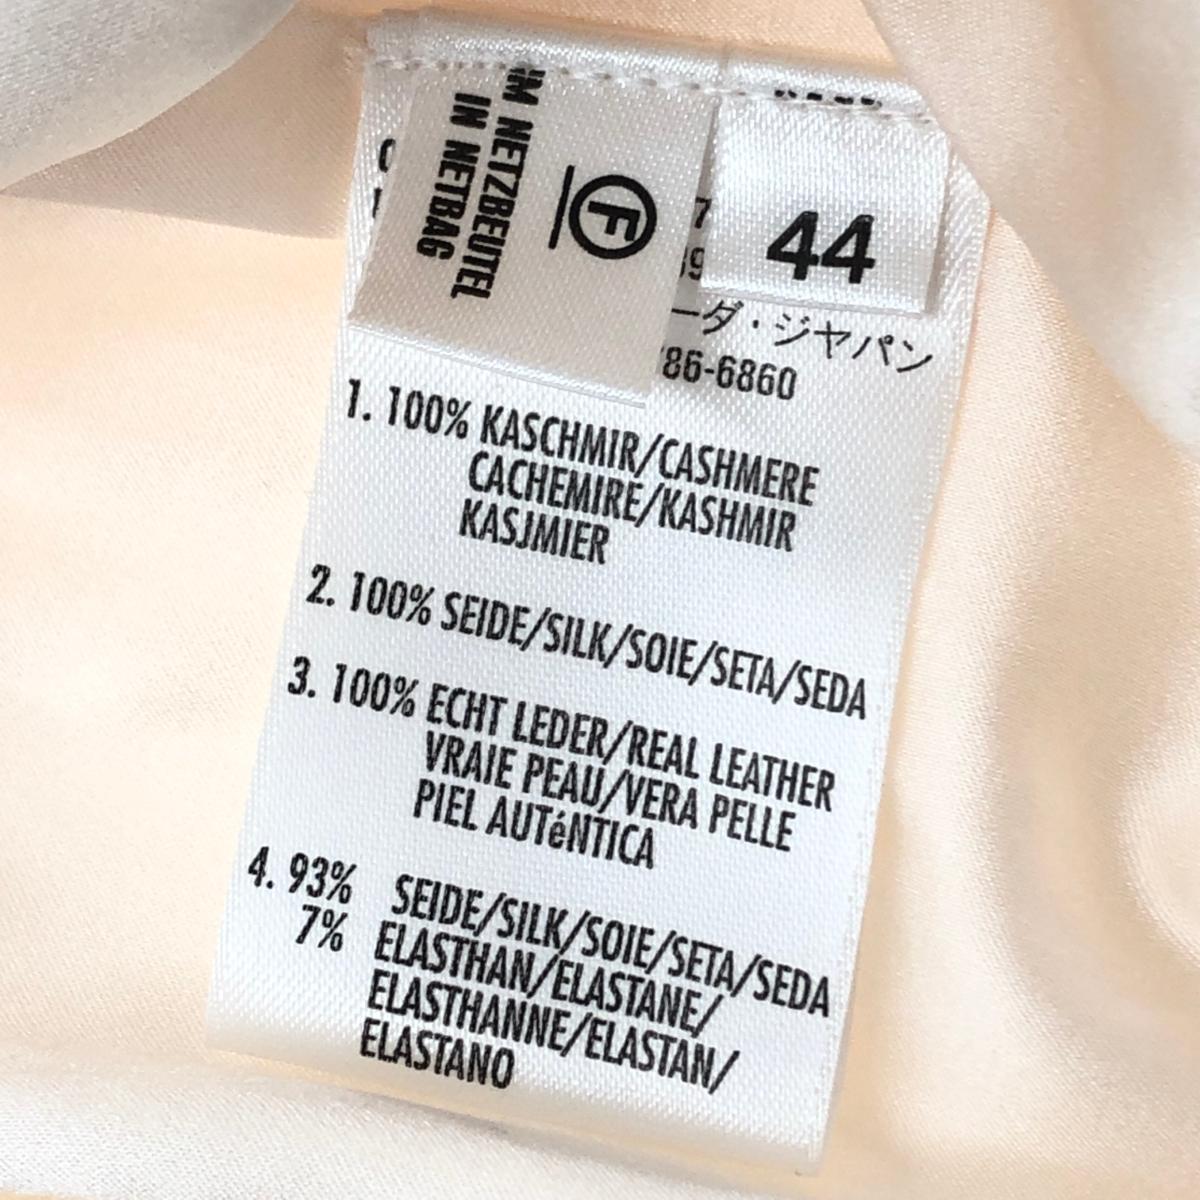 IM NETZBEUTEL
IN NETBAG
F
44
ーダ・ジャパン
86-6860
1. 100% KASCHMIR/CASHMERE
CACHEMIRE/KASHMIR
KASJMIER
2. 100% SEIDE/SILK/SOIE/SETA/SEDA
3. 100% ECHT LEDER/REAL LEATHER
VRAIE PEAU/VERA PELLE
PIEL AUTéNTICA
4. 93% SEIDE/SILK/SOIE/SETA/SEDA
7% ELASTHAN/ELASTANE/
ELASTHANNE/ELASTAN/
ELASTANO